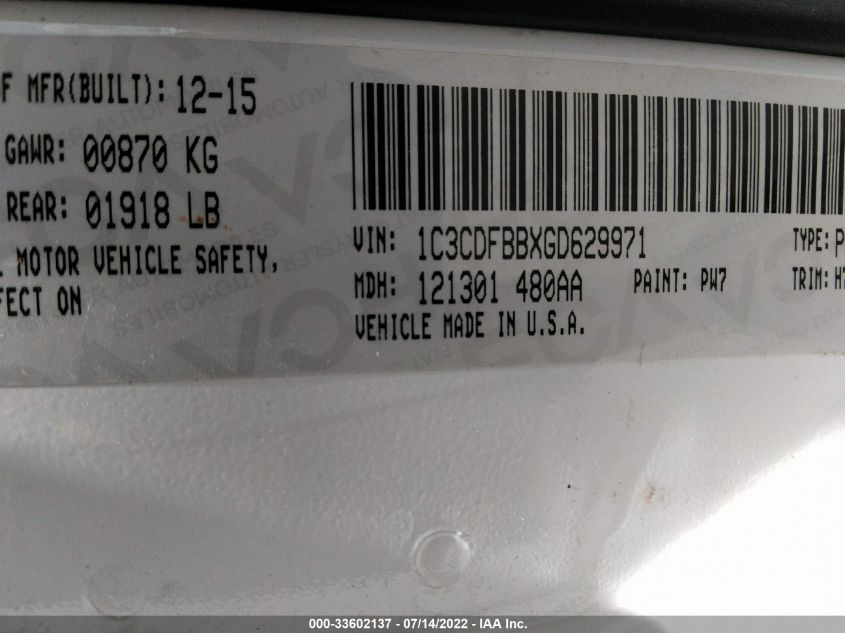 F MFR(BUILT): 12-15
GAWR: 00870 KG
REAR: 01918 LB
MOTOR VEHICLE SAFETY,
FECT ON
VIN: 1C3CDFBBXGD629971 TYPE: P
MDH: 121301 480AA PAINT: PW7 TRIM: H7
VEHICLE MADE IN U.S.A.
000-33602137 - 07/14/2022 - IAA Inc.